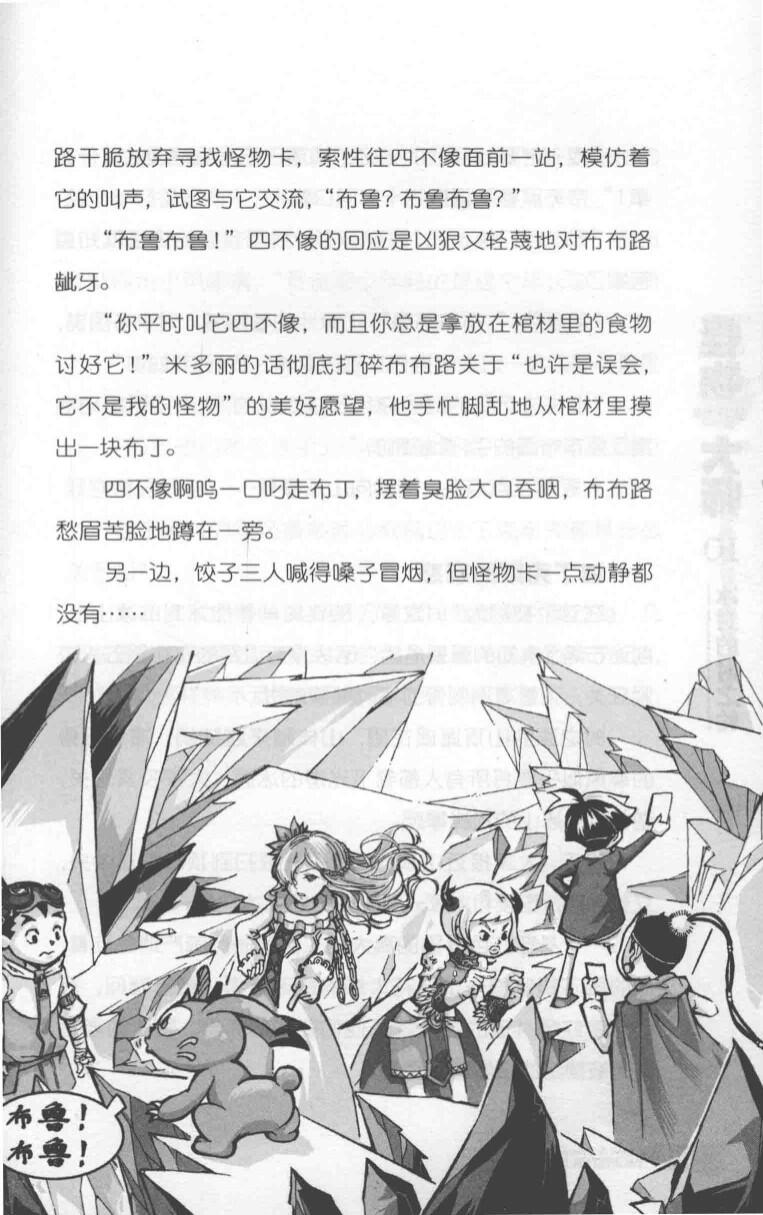 路干脆放弃寻找怪物卡，索性往四不像面前一站，模仿着
它的叫声，试图与它交流，“布鲁？布鲁布鲁？”
“布鲁布鲁！”四不像的回应是凶狠又轻蔑地对布布路
龇牙。
“你平时叫它四不像，而且你总是拿放在棺材里的食物
讨好它！”米多丽的话彻底打碎布布路关于“也许是误会，
它不是我的怪物”的美好愿望，他手忙脚乱地从棺材里摸
出一块布丁。
四不像啊呜一口叼走布丁，摆着臭脸大口吞咽，布布路
愁眉苦脸地蹲在一旁。
另一边，饺子三人喊得嗓子冒烟，但怪物卡一点动静都
没有……
布鲁！
布鲁！